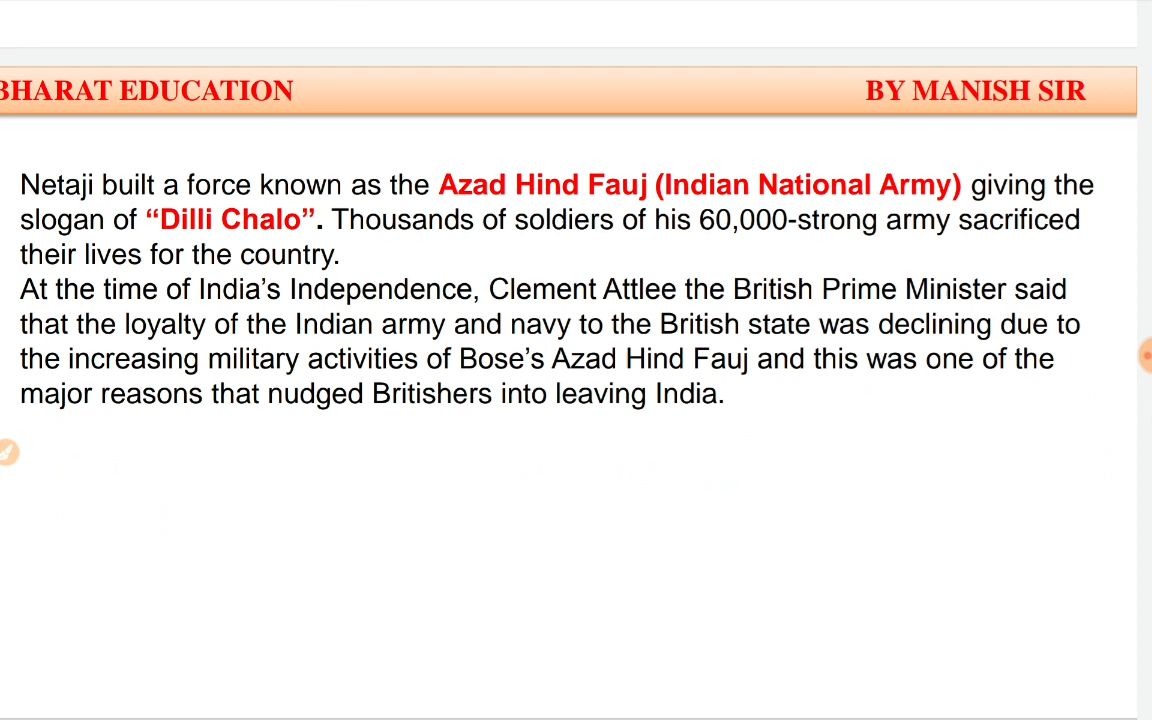 BHARAT EDUCATION BY MANISH SIR
Netaji built a force known as the Azad Hind Fauj (Indian National Army) giving the
slogan of “Dilli Chalo”. Thousands of soldiers of his 60,000-strong army sacrificed
their lives for the country.
At the time of India’s Independence, Clement Attlee the British Prime Minister said
that the loyalty of the Indian army and navy to the British state was declining due to
the increasing military activities of Bose’s Azad Hind Fauj and this was one of the
major reasons that nudged Britishers into leaving India.